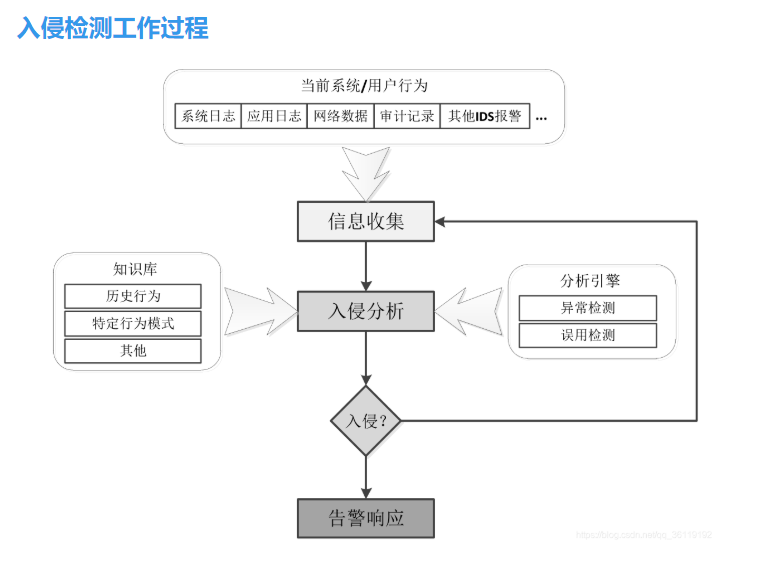 入侵检测工作过程
当前系统/用户行为
系统日志 应用日志 网络数据 审计记录 其他IDS报警 ...
信息收集
知识库
历史行为
特定行为模式
其他
入侵分析
分析引擎
异常检测
误用检测
入侵?
告警响应